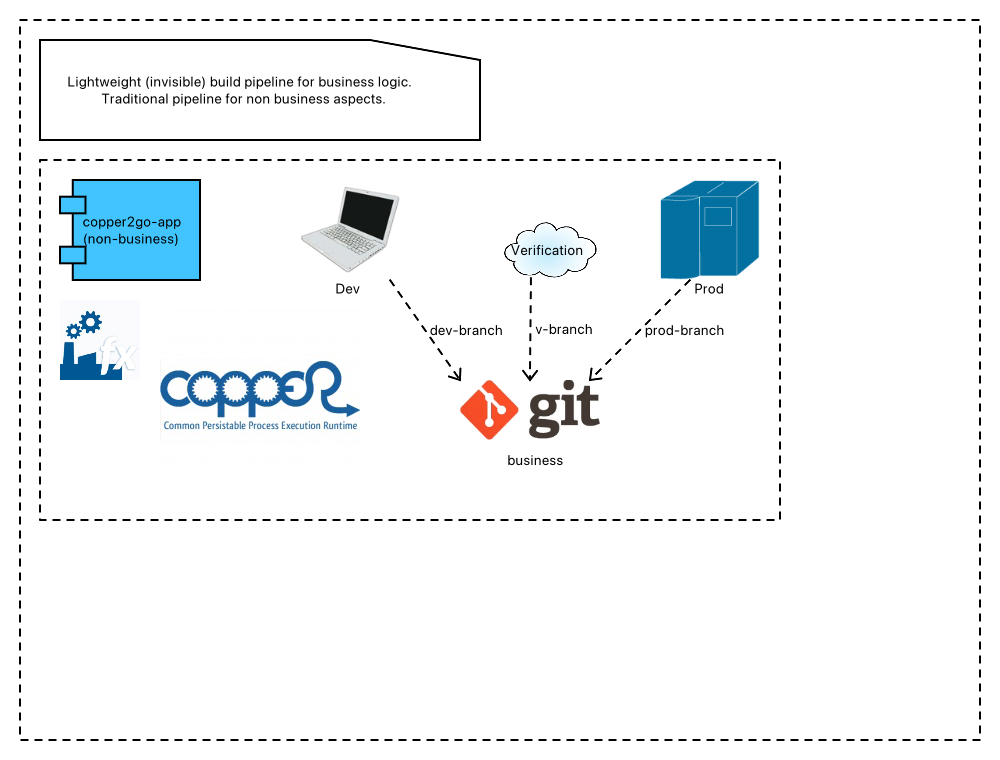 Lightweight (invisible) build pipeline for business logic.
Traditional pipeline for non business aspects.
copper2go-app
(non-business)
Verification
Dev
Prod
dev-branch
v-branch
prod-branch
fx
COPPER
Common Persistable Process Execution Runtime
git
business